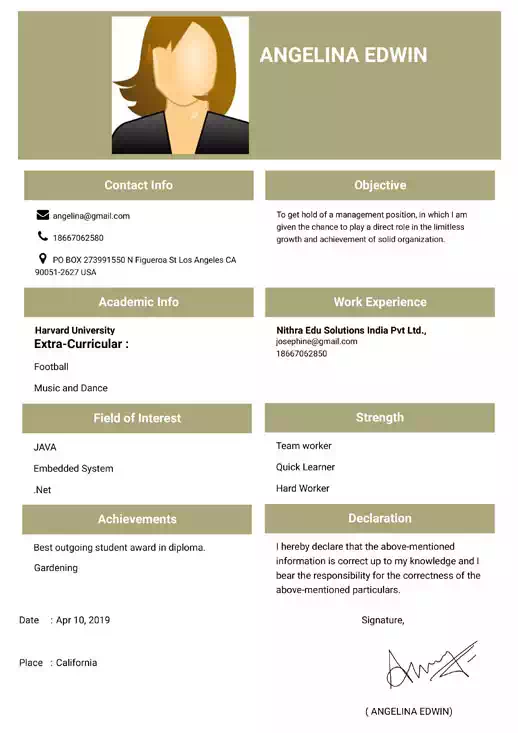 ANGELINA EDWIN
Contact Info
angelina@gmail.com
18667062580
PO BOX 273991550 N Figueroa St Los Angeles CA
90051-2627 USA
Objective
To get hold of a management position, in which I am
given the chance to play a direct role in the limitless
growth and achievement of solid organization.
Academic Info
Harvard University
Extra-Curricular :
Football
Music and Dance
Work Experience
Nithra Edu Solutions India Pvt Ltd.,
josephine@gmail.com
18667062850
Field of Interest
JAVA
Embedded System
.Net
Strength
Team worker
Quick Learner
Hard Worker
Achievements
Best outgoing student award in diploma.
Gardening
Declaration
I hereby declare that the above-mentioned
information is correct up to my knowledge and I
bear the responsibility for the correctness of the
above-mentioned particulars.
Date : Apr 10, 2019
Place : California
Signature,
( ANGELINA EDWIN)